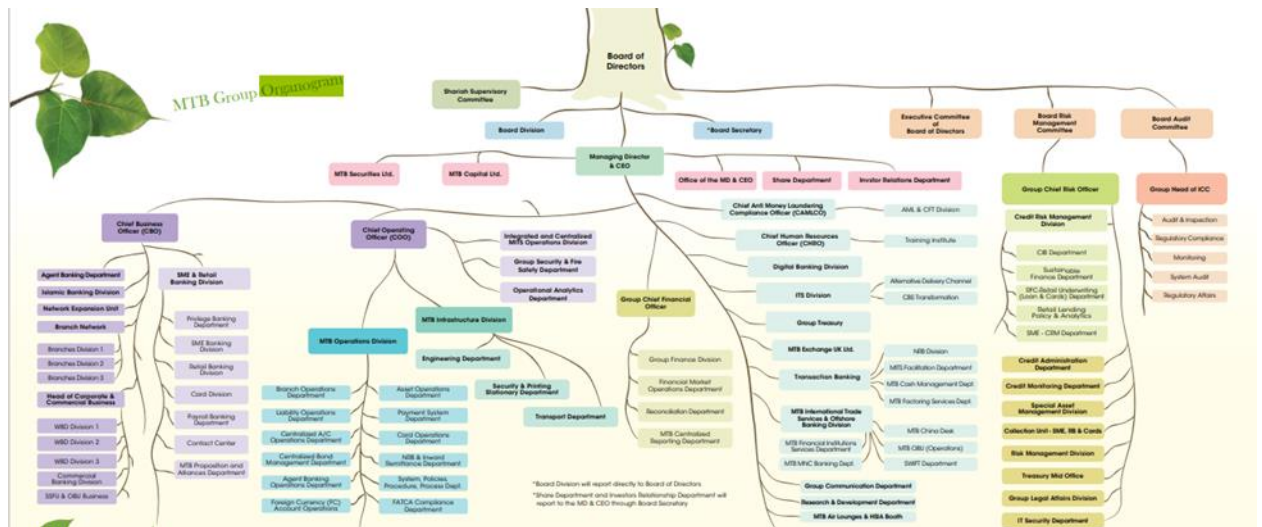 MTB Group Organogram
Board of
Directors
Shariah Supervisory
Committee
Board Division
*Board Secretary
Executive Committee
of
Board of Directors
Board Risk
Management
Committee
Board Audit
Committee
Managing Director
& CEO
MTB Securities Ltd.
MTB Capital Ltd.
Office of the MD & CEO
Share Department
Invstor Relations Department
Group Chief Risk Officer
Group Head of ICC
Chief Business
Officer (CBO)
Agent Banking Department
Islamic Banking Division
Network Expansion Unit
Branch Network
Branches Division 1
Branches Division 2
Branches Division 3
Head of Corporate &
Commercial Business
WBD Division 1
WBD Division 2
WBD Division 3
Commercial
Banking Division
SSFU & OBU Business
SME & Retail
Banking Division
Privilege Banking
Department
SME Banking
Division
Retail Banking
Division
Card Division
Payroll Banking
Department
Contact Center
MTB Proposition and
Alliances Department
Chief Operating
Officer (COO)
Integrated and Centralized
MITS Operations Division
Group Security & Fire
Safety Department
Operational Analytics
Department
MTB Infrastructure Division
MTB Operations Division
Engineering Department
Security & Printing
Stationary Department
Transport Department
Branch Operations
Department
Liability Operations
Department
Centralized A/C
Operations Department
Centralized Bond
Management Department
Agent Banking
Operations Department
Foreign Currency (FC)
Account Operations
Asset Operations
Department
Payment System
Department
Card Operations
Department
NRB & Inward
Remittance Department
System, Policies,
Procedure, Process Dept.
FATCA Compliance
Department
Group Chief Financial
Officer
Group Finance Division
Financial Market
Operations Department
Reconciliation Department
MTB Centralized
Reporting Department
Chief Anti Money Laundering
Compliance Officer (CAMLCO)
AML & CFT Division
Chief Human Resources
Officer (CHRO)
Training Institute
Digital Banking Division
ITS Division
Alternative Delivery Channel
CBS Transformation
Group Treasury
MTB Exchange UK Ltd.
Transaction Banking
NRB Division
MITS Facilitation Department
MTB Cash Management Dept
MTB Factoring Services Dept.
MTB International Trade
Services & Offshore
Banking Division
MTB China Desk
MTB Financial Institutions
Services Department
MTB OBU (Operations)
MTB MNC Banking Dept.
SWIFT Department
Group Communication Department
Research & Development Department
MTB Air Lounges & HSIA Booth
Credit Risk Management
Division
CIB Department
Sustainable
Finance Department
Underwriting
(Loan & Cards) Department
Retail Lending
Policy & Analytics
SME - CRM Department
Credit Administration
Department
Credit Monitoring Department
Special Asset
Management Division
Collection Unit- SME, RB & Cards
Risk Management Division
Treasury Mid Office
Group Legal Affairs Division
IT Security Department
Audit & Inspection
Regulatory Compliance
Monitoring
System Audit
Regulatory Affairs
*Board Division will report directly to Board of Directors
*Share Department and Investors Relationship Department will
report to the MD & CEO through Board Secretary